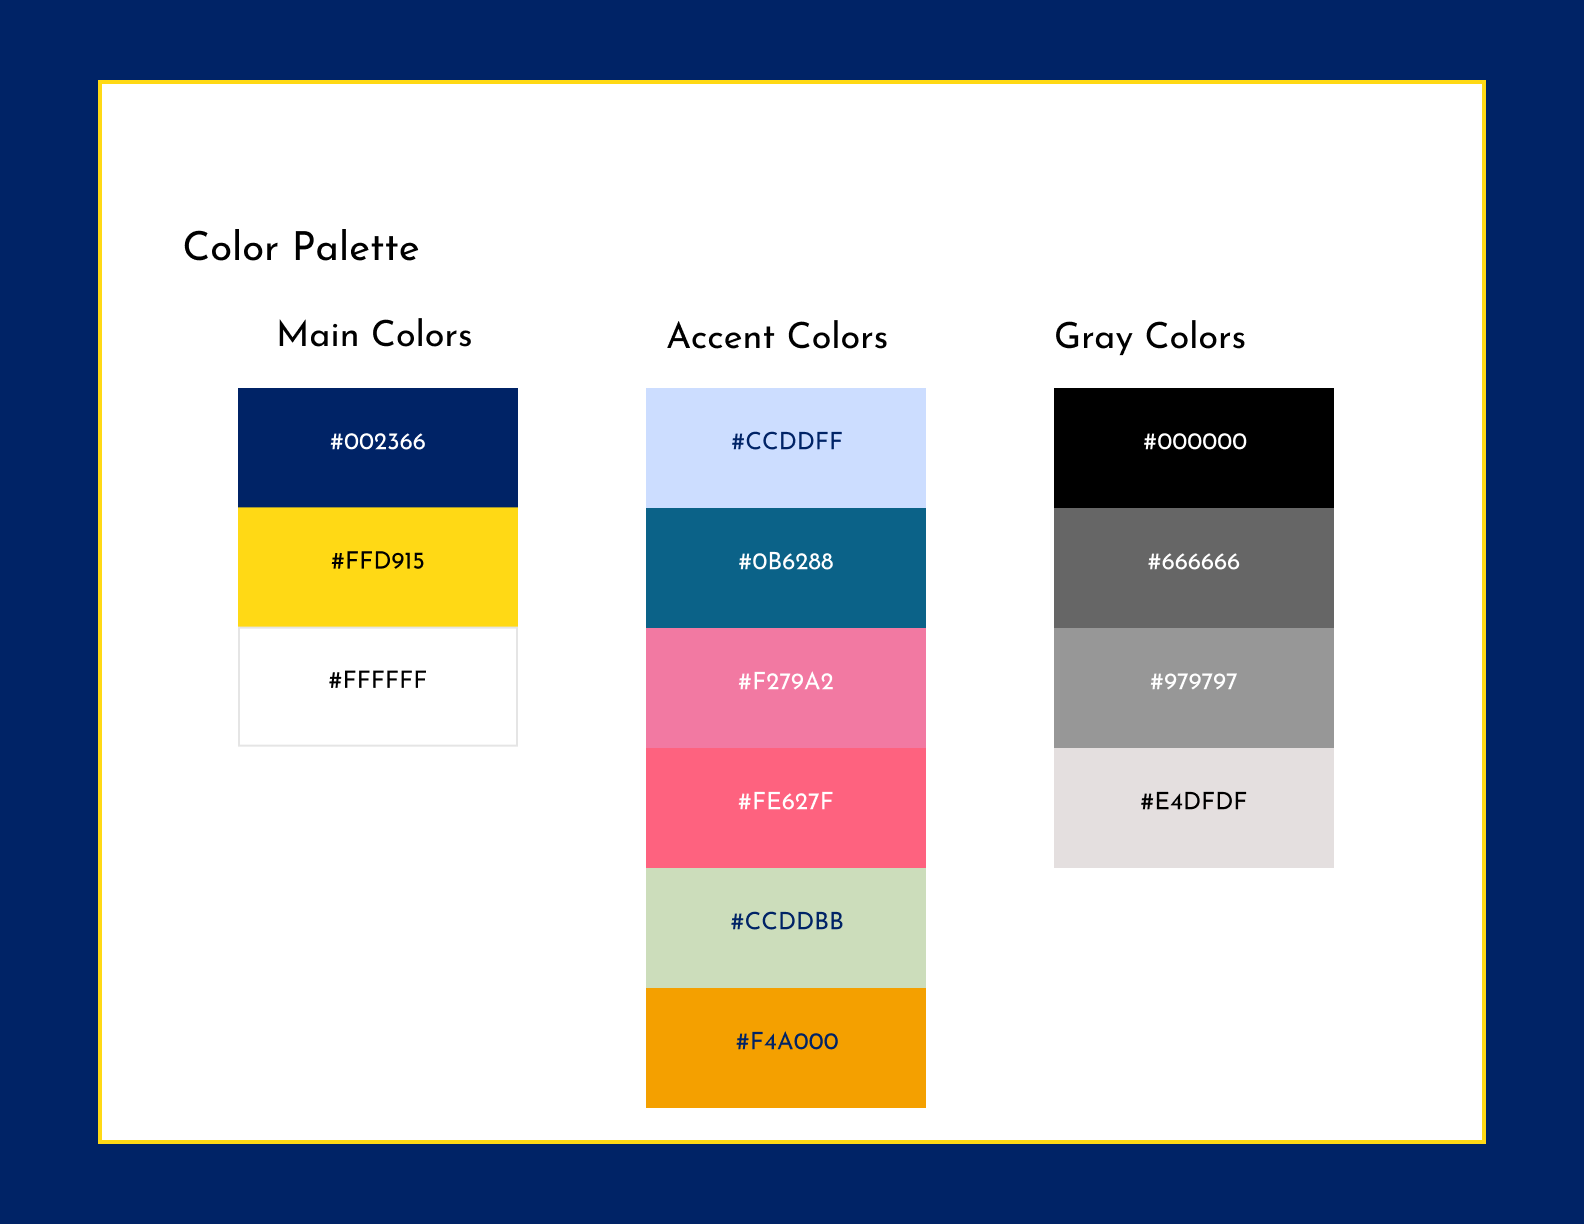 Color Palette
Main Colors
#002366
#FFD915
#FFFFFF
Accent Colors
#CCDDFF
#0B6288
#F279A2
#FE627F
#CCDDBB
#F4A000
Gray Colors
#000000
#666666
#979797
#E4DFDF